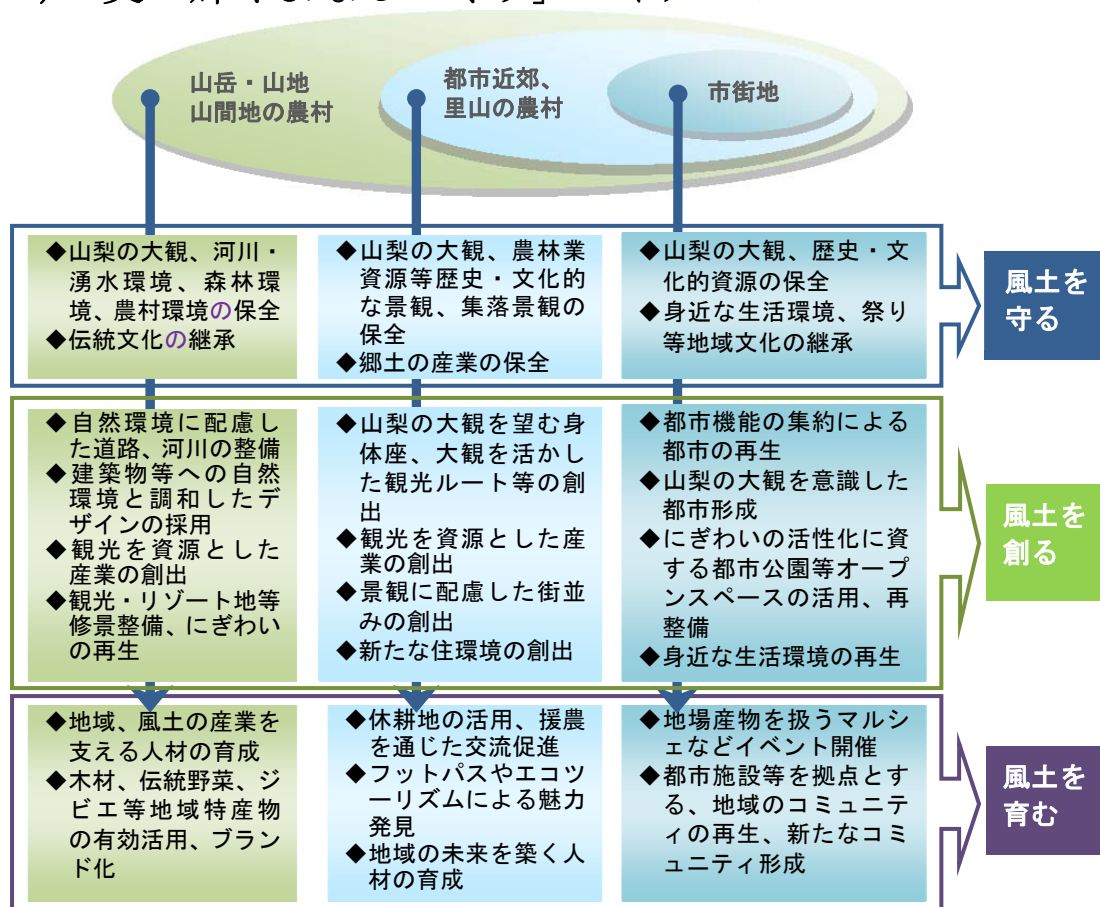 山岳・山地
山間地の農村
都市近郊、
里山の農村
市街地
◆山梨の大観、河川・
湧水環境、森林環
境、農村環境の保全
◆伝統文化の継承
◆山梨の大観、農林業
資源等歴史・文化的
な景観、集落景観の
保全
◆郷土の産業の保全
◆山梨の大観、歴史・文
化的資源の保全
◆身近な生活環境、祭り
等地域文化の継承
風土を
守る
◆自然環境に配慮し
た道路、河川の整備
◆建築物等への自然
環境と調和したデ
ザインの採用
◆観光を資源とした
産業の創出
◆観光・リゾート地等
修景整備、にぎわい
の再生
◆山梨の大観を望む身
体座、大観を活かし
た観光ルート等の創
出
◆観光を資源とした産
業の創出
◆景観に配慮した街並
みの創出
◆新たな住環境の創出
◆都市機能の集約による
都市の再生
◆山梨の大観を意識した
都市形成
◆にぎわいの活性化に資
する都市公園等オープ
ンスペースの活用、再
整備
◆身近な生活環境の再生
風土を
創る
◆地域、風土の産業を
支える人材の育成
◆木材、伝統野菜、ジ
ビエ等地域特産物
の有効活用、ブラン
ド化
◆休耕地の活用、援農
を通じた交流促進
◆フットパスやエコツ
ーリズムによる魅力
発見
◆地域の未来を築く人
材の育成
◆地場産物を扱うマルシ
ェなどイベント開催
◆都市施設等を拠点とす
る、地域のコミュニテ
ィの再生、新たなコミ
ュニティ形成
風土を
育む